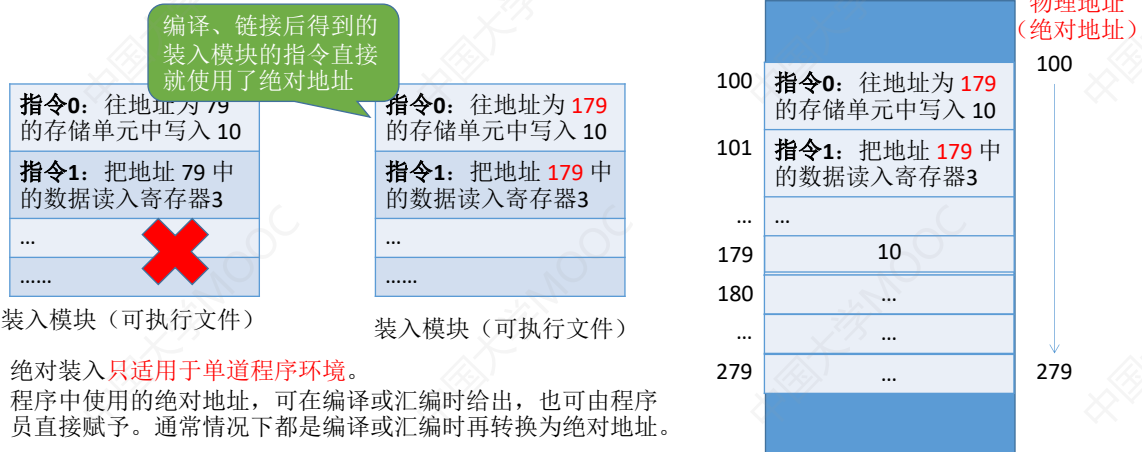 编译、链接后得到的
装入模块的指令直接
就使用了绝对地址
指令0：往地址为 79
的存储单元中写入 10
指令1：把地址 79 中
的数据读入寄存器3
…
……
装入模块（可执行文件）
指令0：往地址为 179
的存储单元中写入 10
指令1：把地址 179 中
的数据读入寄存器3
…
……
装入模块（可执行文件）
绝对装入只适用于单道程序环境。
程序中使用的绝对地址，可在编译或汇编时给出，也可由程序
员直接赋予。通常情况下都是编译或汇编时再转换为绝对地址。
物理地址
（绝对地址）
100
指令0：往地址为 179
的存储单元中写入 10
100
101
指令1：把地址 179 中
的数据读入寄存器3
…
…
179
10
180
…
…
…
279
…
279